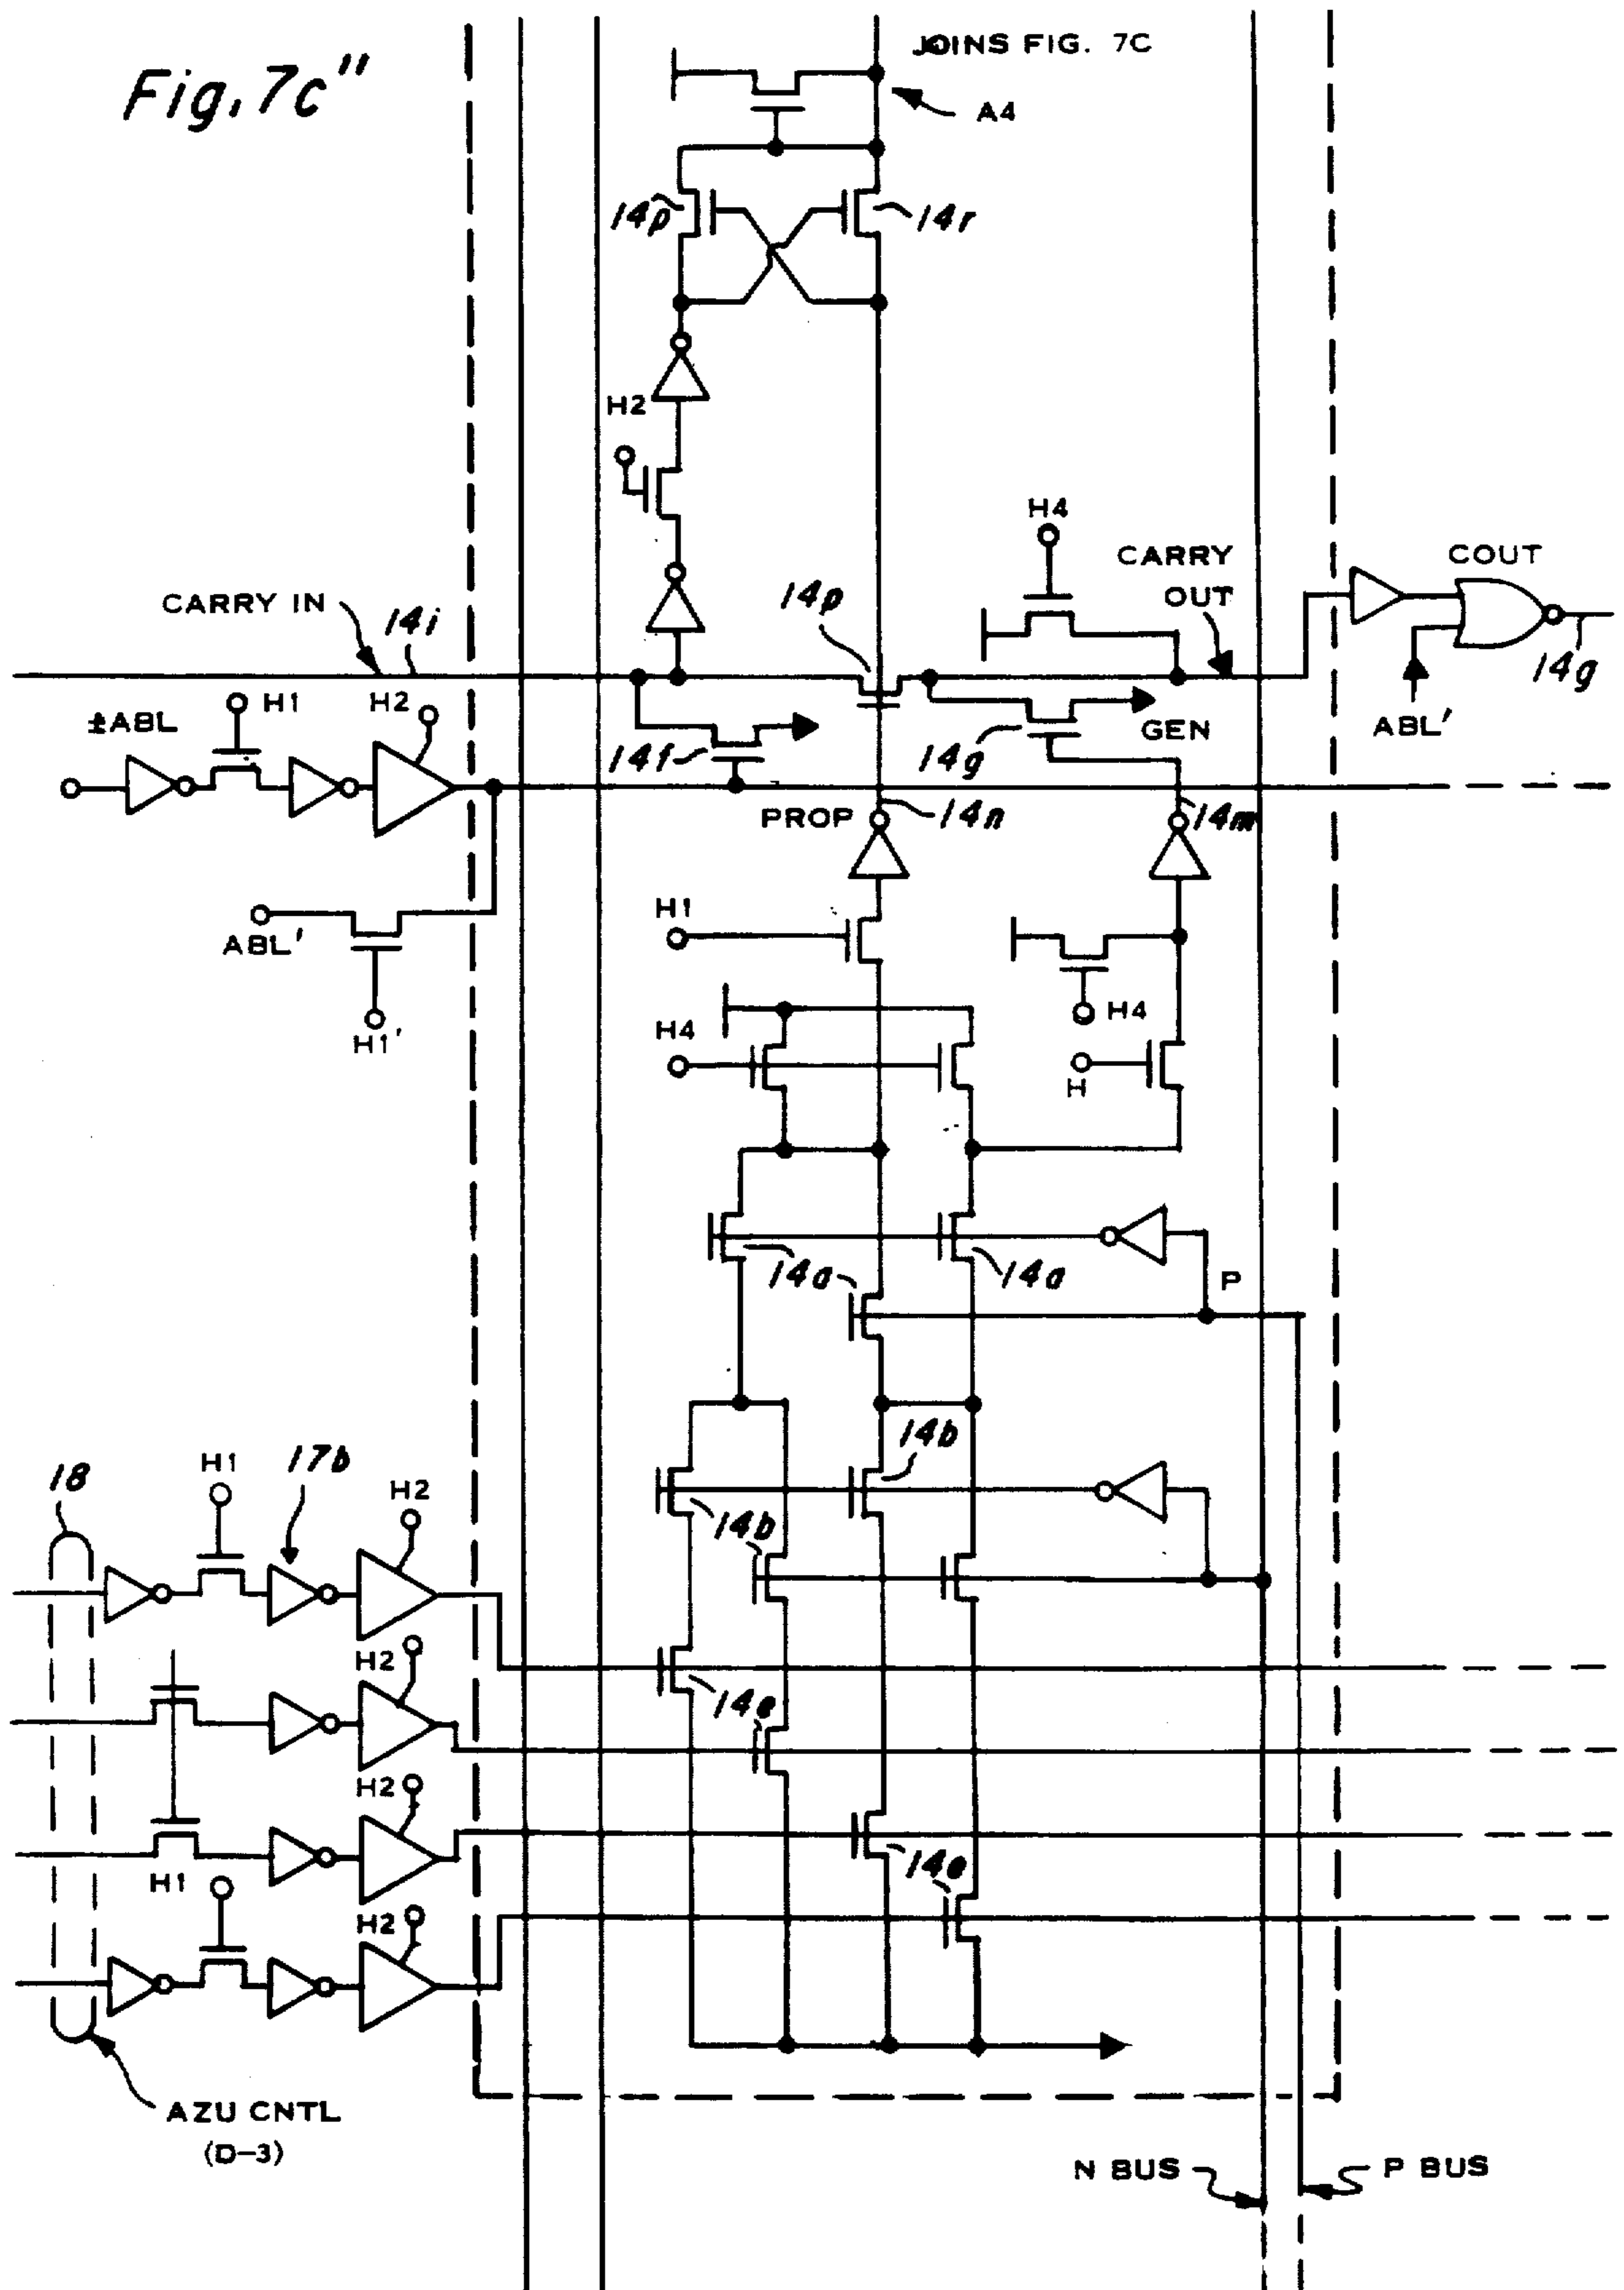 Fig. 7c"
JOINS FIG. 7C
A4
14p
14r
H2
H4
CARRY OUT
COUT
CARRY IN
14i
14p
±ABL
H1
H2
14f
14g
GEN
ABL'
14g
PROP
14n
14m
ABL'
H1'
H1
H4
H4
H
14a
14a
P
18
H1
17b
H2
14b
14b
H2
14e
H2
H1
14e
H2
AZU CNTL
(D-3)
N BUS
P BUS